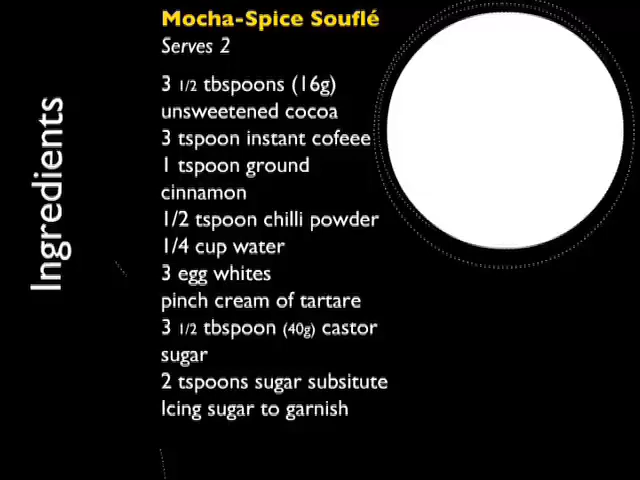 Mocha-Spice Souflé
Serves 2
3 1/2 tbspoons (16g)
unsweetened cocoa
3 tspoon instant cofeee
1 tspoon ground
cinnamon
1/2 tspoon chilli powder
1/4 cup water
3 egg whites
pinch cream of tartare
3 1/2 tbspoon (40g) castor
sugar
2 tspoons sugar subsitute
Icing sugar to garnish
Ingredients